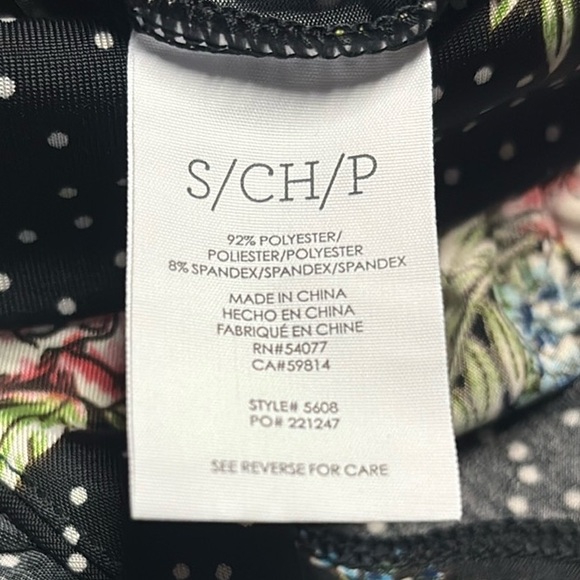 S/CH/P
92% POLYESTER/
POLIESTER/POLYESTER
8% SPANDEX/SPANDEX/SPANDEX
MADE IN CHINA
HECHO EN CHINA
FABRIQUÉ EN CHINE
RN#54077
CA#59814
STYLE# 5608
PO# 221247
SEE REVERSE FOR CARE